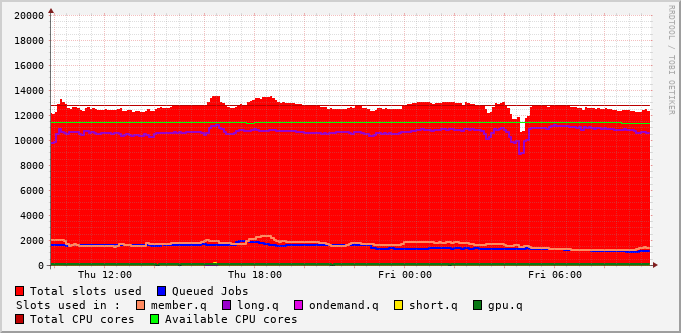 20000
18000
16000
14000
12000
10000
8000
6000
4000
2000
0
Thu 12:00 Thu 18:00 Fri 00:00 Fri 06:00
RRDTOOL / TOBI OETIKER
Total slots used Queued Jobs
Slots used in : member.q long.q ondemand.q short.q gpu.q
Total CPU cores Available CPU cores